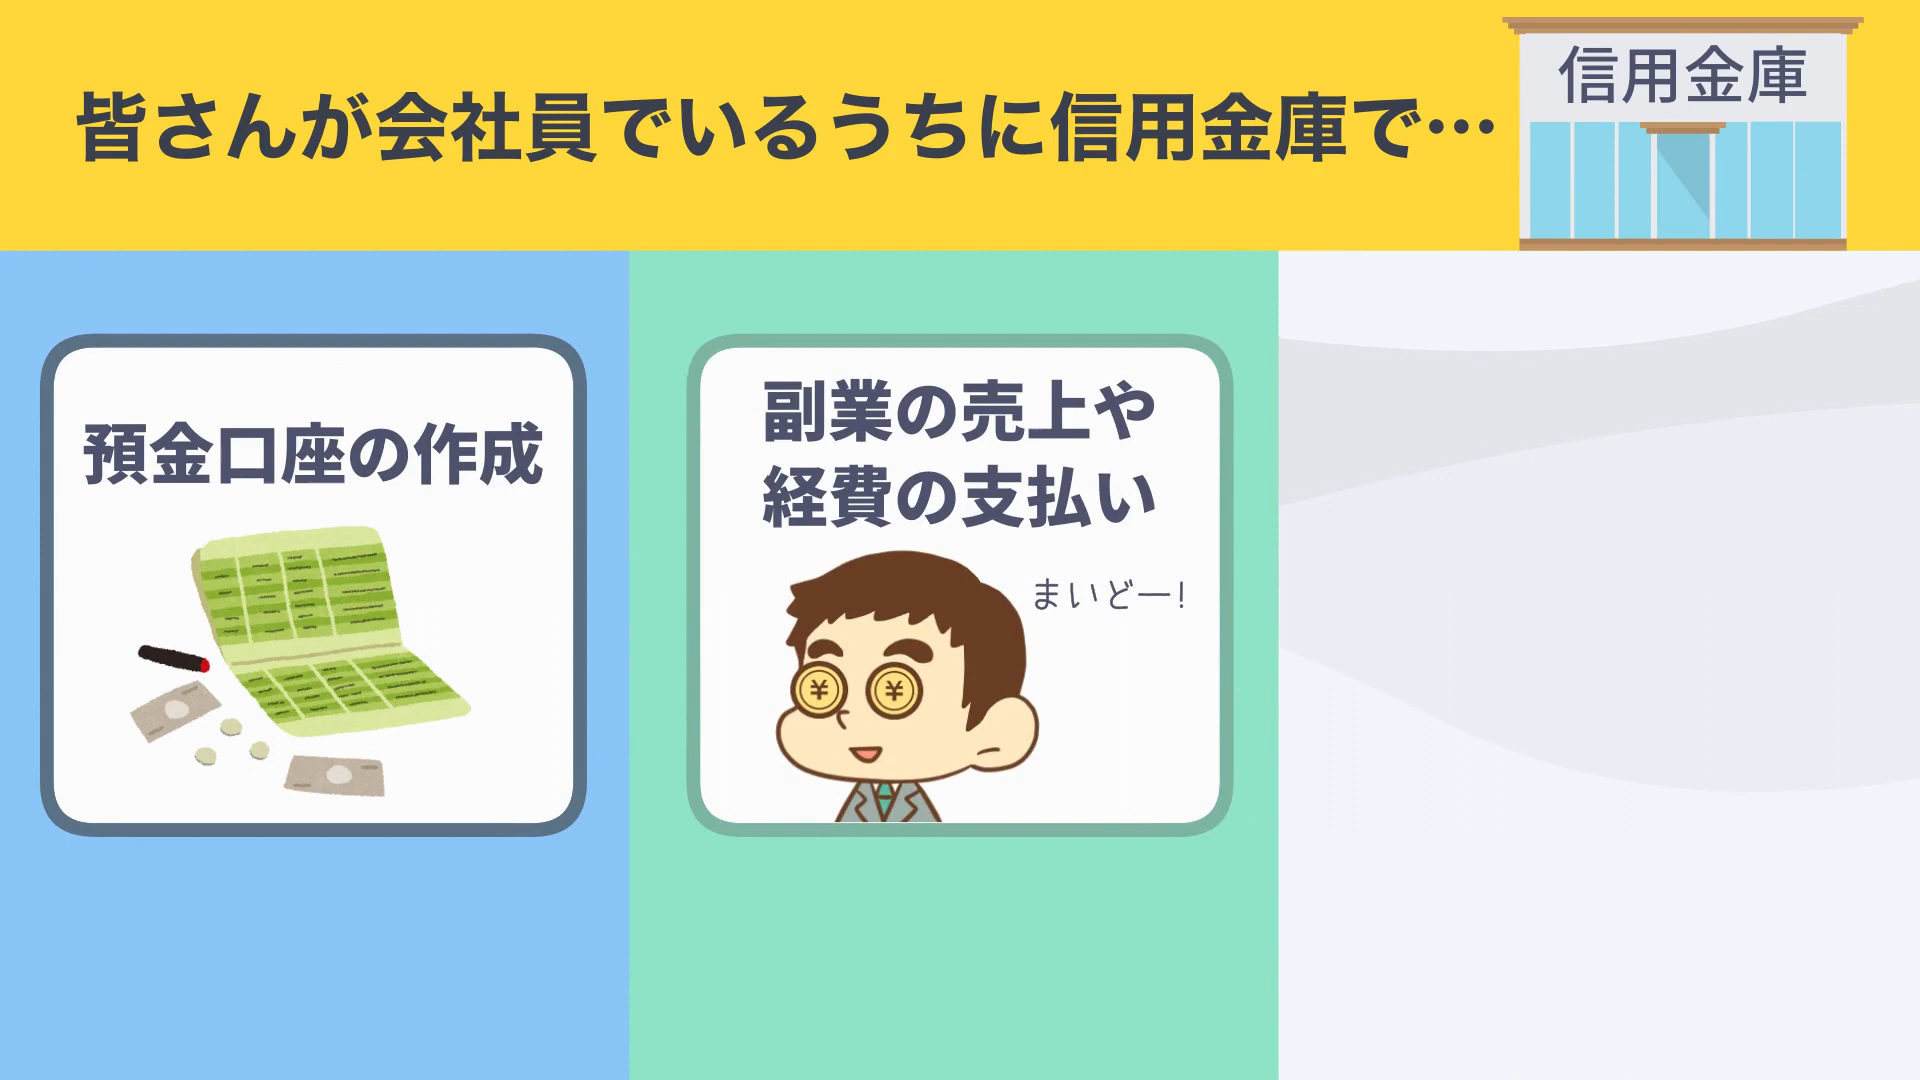 皆さんが会社員でいるうちに信用金庫で…
信用金庫
預金口座の作成
副業の売上や
経費の支払い
まいどー!
¥ ¥